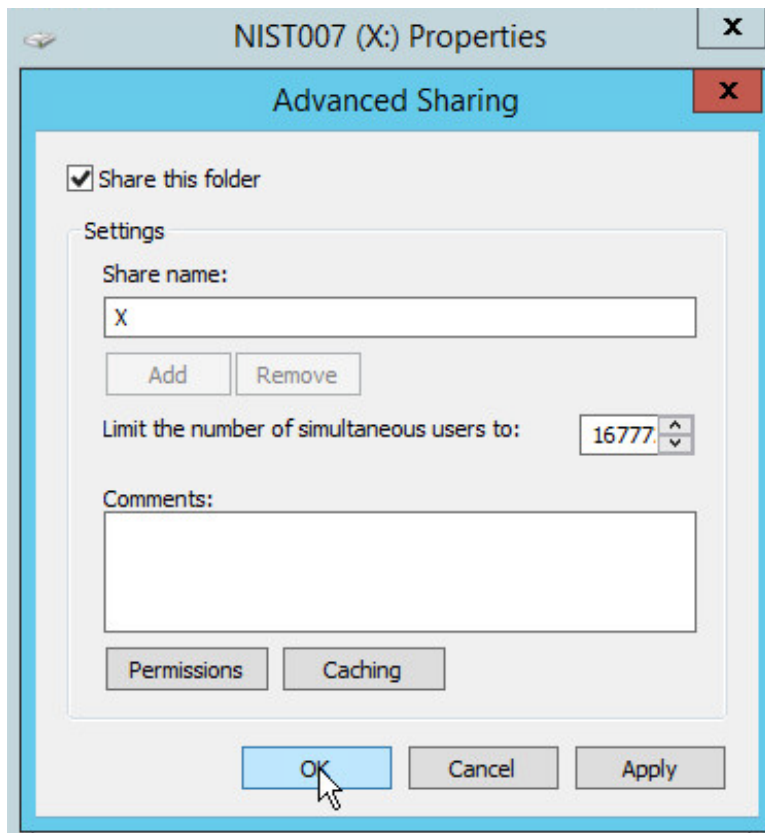 NIST007 (X:) Properties
x
Advanced Sharing
x
Share this folder
Settings
Share name:
X
Add Remove
Limit the number of simultaneous users to: 16777
Comments:
Permissions Caching
OK Cancel Apply